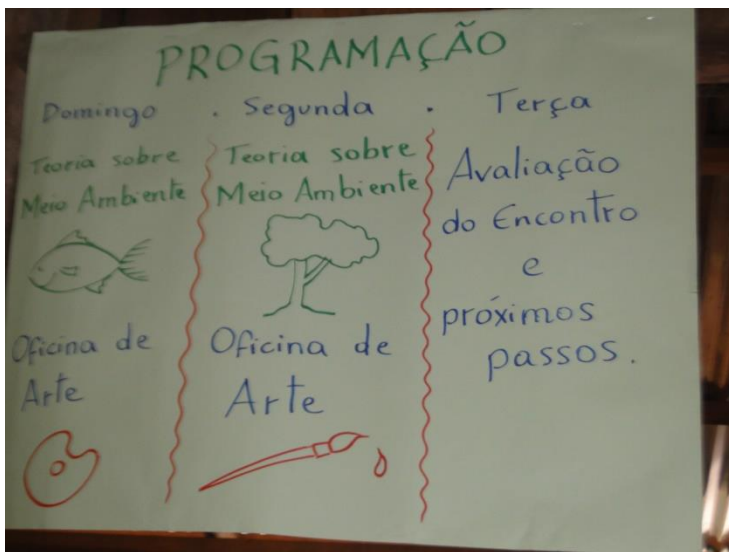 PROGRAMAÇÃO
Domingo . Segunda . Terça
Teoria sobre
Meio Ambiente
Oficina de
Arte
Teoria sobre
Meio Ambiente
Oficina de
Arte
Avaliação
do Encontro
e
próximos
passos.